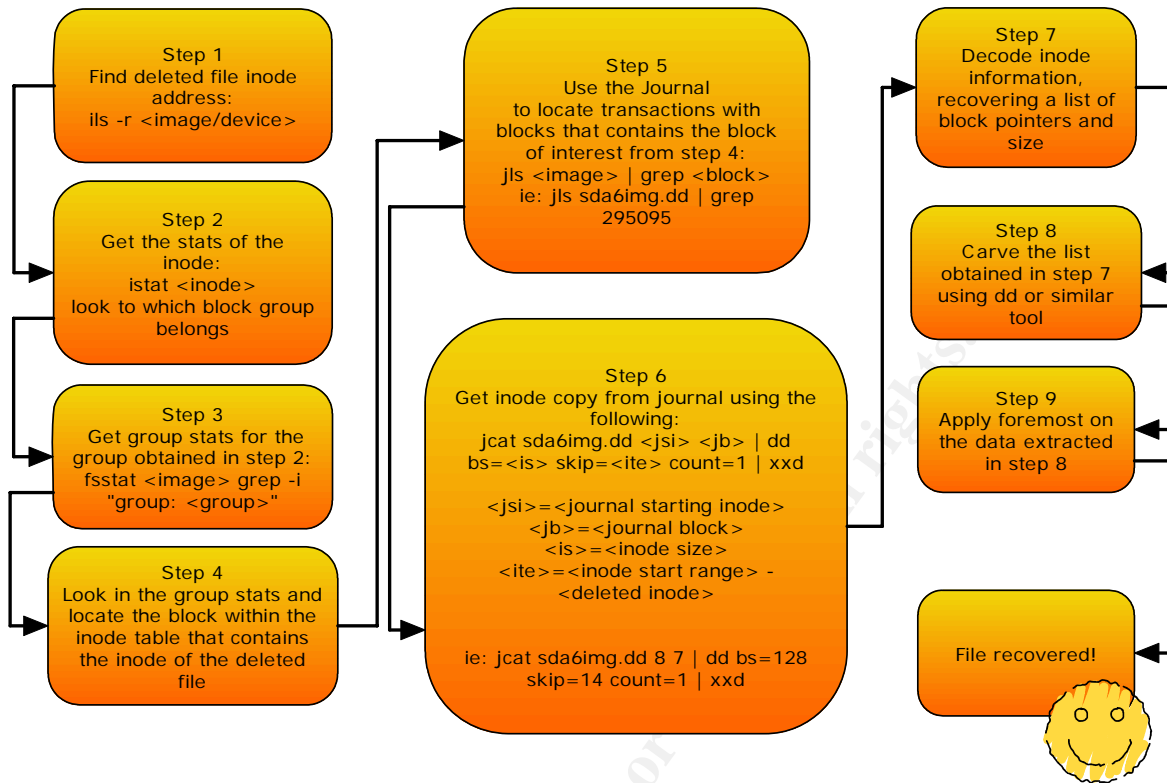 Step 1
Find deleted file inode
address:
ils -r <image/device>
Step 2
Get the stats of the
inode:
istat <inode>
look to which block group
belongs
Step 3
Get group stats for the
group obtained in step 2:
fsstat <image> grep -i
"group: <group>"
Step 4
Look in the group stats and
locate the block within the
inode table that contains
the inode of the deleted
file
Step 5
Use the Journal
to locate transactions with
blocks that contains the block
of interest from step 4:
jls <image> | grep <block>
ie: jls sda6img.dd | grep
295095
Step 6
Get inode copy from journal using the
following:
jcat sda6img.dd <jsi> <jb> | dd
bs=<is> skip=<ite> count=1 | xxd
<jsi>=<journal starting inode>
<jb>=<journal block>
<is>=<inode size>
<ite>=<inode start range> -
<deleted inode>
ie: jcat sda6img.dd 8 7 | dd bs=128
skip=14 count=1 | xxd
Step 7
Decode inode
information,
recovering a list of
block pointers and
size
Step 8
Carve the list
obtained in step 7
using dd or similar
tool
Step 9
Apply foremost on
the data extracted
in step 8
File recovered!
rights
or